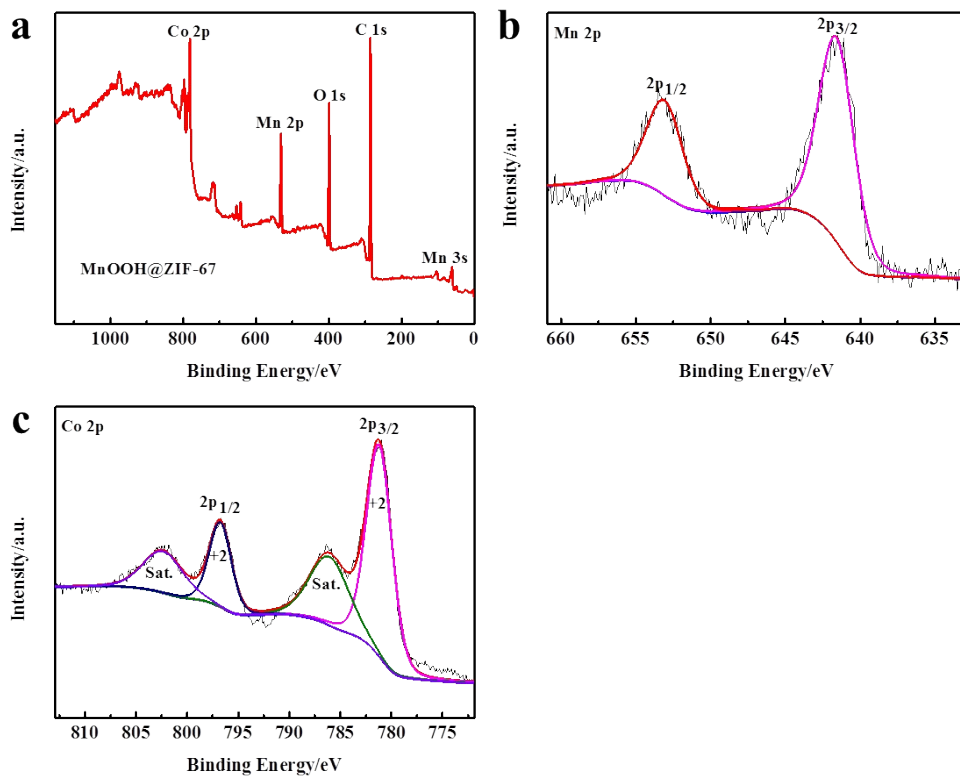 a
Co 2p
C 1s
O 1s
Mn 2p
Mn 3s
MnOOH@ZIF-67
Intensity/a.u.
1000 800 600 400 200 0
Binding Energy/eV
b
Mn 2p
2p3/2
2p1/2
Intensity/a.u.
660 655 650 645 640 635
Binding Energy/eV
c
Co 2p
2p3/2
2p1/2
+2
+2
Sat.
Sat.
Intensity/a.u.
810 805 800 795 790 785 780 775
Binding Energy/eV